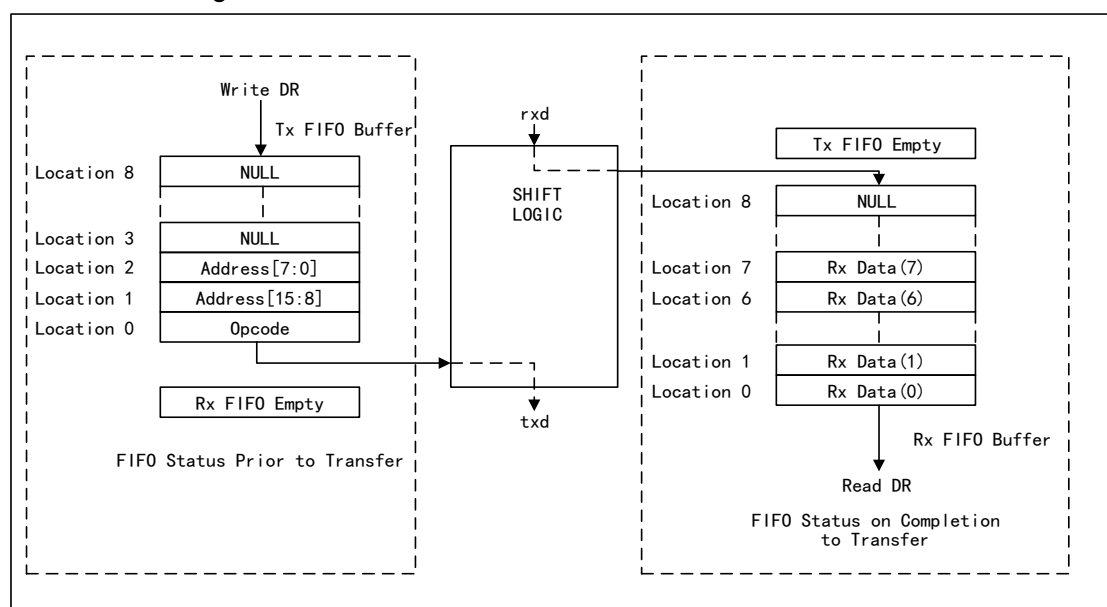 Write DR
Tx FIFO Buffer
Location 8
NULL
Location 3
NULL
Location 2
Address[7:0]
Location 1
Address[15:8]
Location 0
Opcode
Rx FIFO Empty
FIFO Status Prior to Transfer
rxd
SHIFT
LOGIC
txd
Tx FIFO Empty
Location 8
NULL
Location 7
Rx Data(7)
Location 6
Rx Data(6)
Location 1
Rx Data(1)
Location 0
Rx Data(0)
Rx FIFO Buffer
Read DR
FIFO Status on Completion
to Transfer